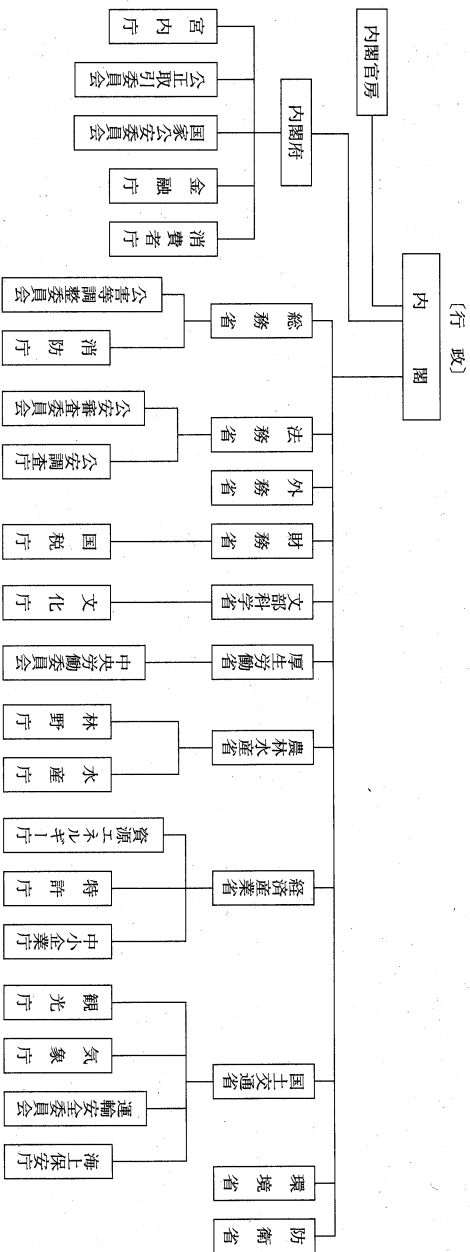 〔行政〕
内閣
内閣官房
内閣府
宮内庁
公正取引委員会
国家公安委員会
金融庁
消費者庁
総務省
公害等調整委員会
消防庁
法務省
公安審査委員会
公安調査庁
外務省
財務省
国税庁
文部科学省
文化庁
厚生労働省
中央労働委員会
農林水産省
林野庁
水産庁
経済産業省
資源エネルギー庁
特許庁
中小企業庁
国土交通省
観光庁
気象庁
運輸安全委員会
海上保安庁
環境省
防衛省